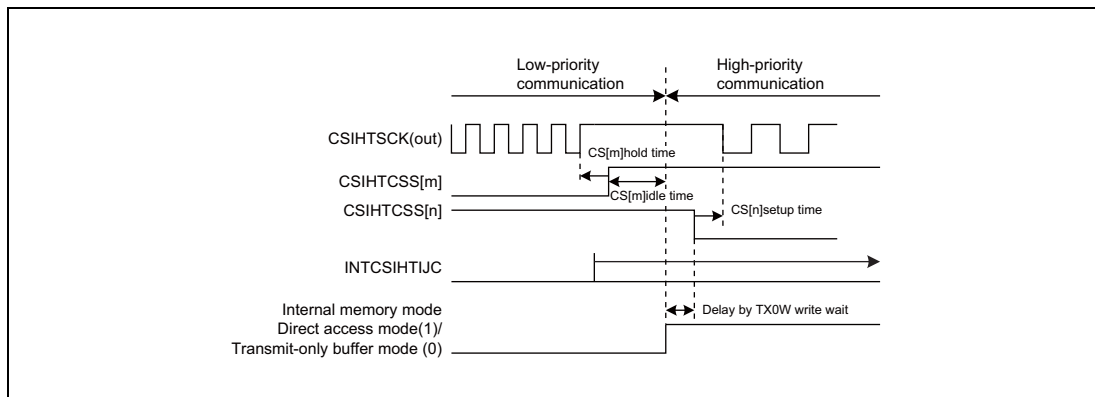 Low-priority
communication
High-priority
communication
CSIHTSCK(out)
CS[m]hold time
CSIHTCSS[m]
CS[m]idle time
CSIHTCSS[n]
CS[n]setup time
INTCSIHTIJC
Internal memory mode
Delay by TX0W write wait
Direct access mode(1)/
Transmit-only buffer mode (0)